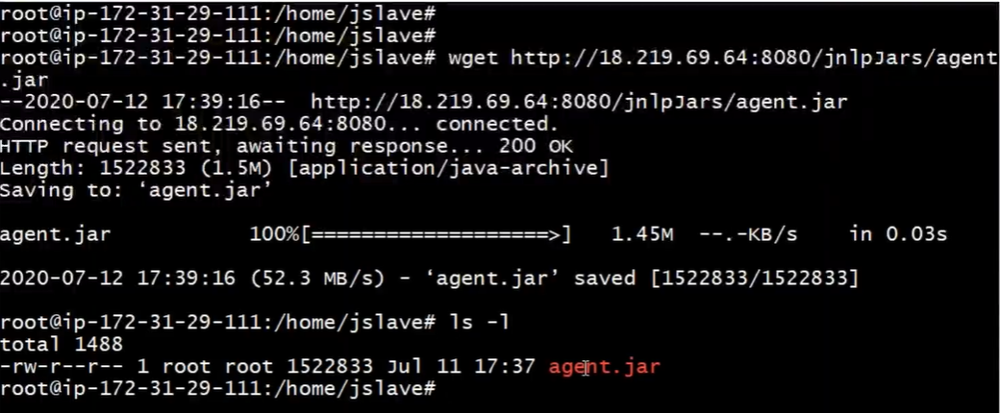 root@ip-172-31-29-111:/home/jslave#
root@ip-172-31-29-111:/home/jslave#
root@ip-172-31-29-111:/home/jslave# wget http://18.219.69.64:8080/jnlpJars/agent
.jar
--2020-07-12 17:39:16--  http://18.219.69.64:8080/jnlpJars/agent.jar
Connecting to 18.219.69.64:8080... connected.
HTTP request sent, awaiting response... 200 OK
Length: 1522833 (1.5M) [application/java-archive]
Saving to: ‘agent.jar’
agent.jar           100%[===================>]   1.45M  --.-KB/s    in 0.03s
2020-07-12 17:39:16 (52.3 MB/s) - ‘agent.jar’ saved [1522833/1522833]
root@ip-172-31-29-111:/home/jslave# ls -l
total 1488
-rw-r--r-- 1 root root 1522833 Jul 11 17:37 agent.jar
root@ip-172-31-29-111:/home/jslave#